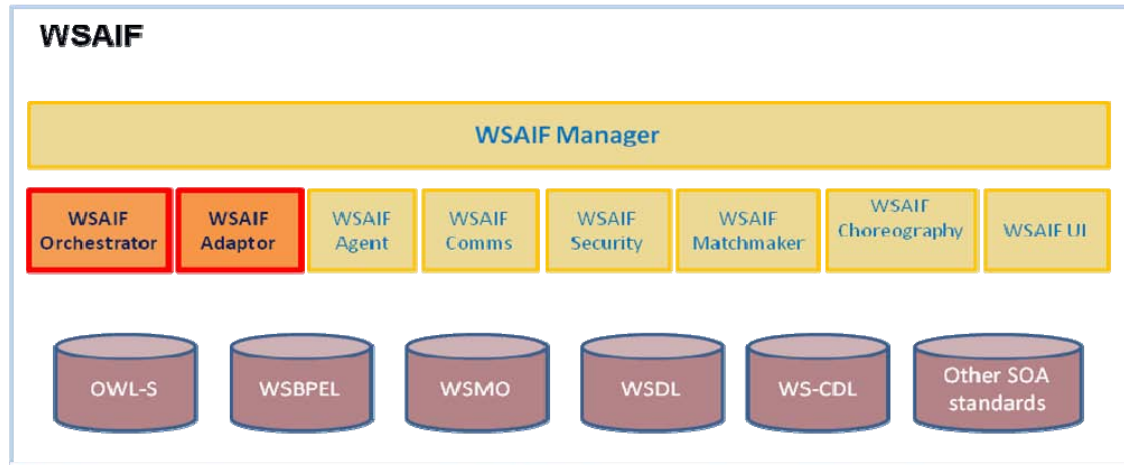 WSAIF
WSAIF Manager
WSAIF
Orchestrator
WSAIF
Adaptor
WSAIF
Agent
WSAIF
Comms
WSAIF
Security
WSAIF
Matchmaker
WSAIF
Choreography
WSAIF UI
OWL-S
WSBPEL
WSMO
WSDL
WS-CDL
Other SOA
standards